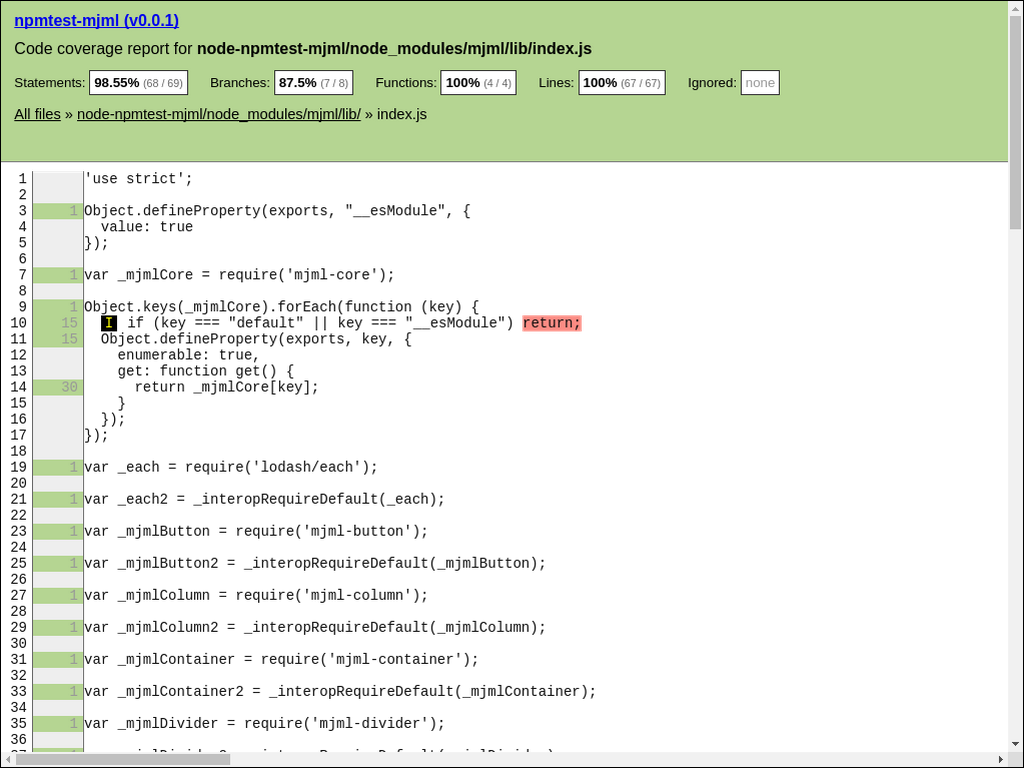 npmtest-mjml (v0.0.1)
Code coverage report for node-npmtest-mjml/node_modules/mjml/lib/index.js
Statements: 98.55% (68 / 69) Branches: 87.5% (7 / 8) Functions: 100% (4 / 4) Lines: 100% (67 / 67) Ignored: none
All files » node-npmtest-mjml/node_modules/mjml/lib/ » index.js
1 'use strict';
2
3 1 Object.defineProperty(exports, "__esModule", {
4 value: true
5 });
6
7 1 var _mjmlCore = require('mjml-core');
8
9 1 Object.keys(_mjmlCore).forEach(function (key) {
10 15 I if (key === "default" || key === "__esModule") return;
11 15 Object.defineProperty(exports, key, {
12 enumerable: true,
13 get: function get() {
14 30 return _mjmlCore[key];
15 }
16 });
17 });
18
19 1 var _each = require('lodash/each');
20
21 1 var _each2 = _interopRequireDefault(_each);
22
23 1 var _mjmlButton = require('mjml-button');
24
25 1 var _mjmlButton2 = _interopRequireDefault(_mjmlButton);
26
27 1 var _mjmlColumn = require('mjml-column');
28
29 1 var _mjmlColumn2 = _interopRequireDefault(_mjmlColumn);
30
31 1 var _mjmlContainer = require('mjml-container');
32
33 1 var _mjmlContainer2 = _interopRequireDefault(_mjmlContainer);
34
35 1 var _mjmlDivider = require('mjml-divider');
36